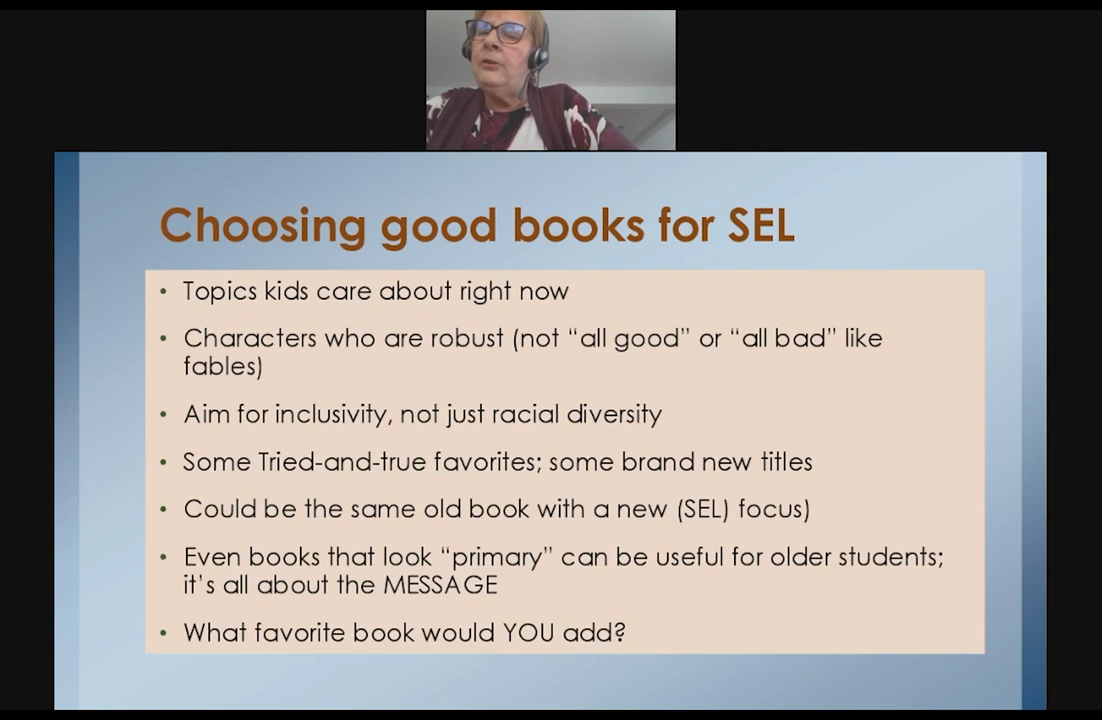 Choosing good books for SEL
• Topics kids care about right now
• Characters who are robust (not “all good” or “all bad” like
fables)
• Aim for inclusivity, not just racial diversity
• Some Tried-and-true favorites; some brand new titles
• Could be the same old book with a new (SEL) focus)
• Even books that look “primary” can be useful for older students;
it’s all about the MESSAGE
• What favorite book would YOU add?